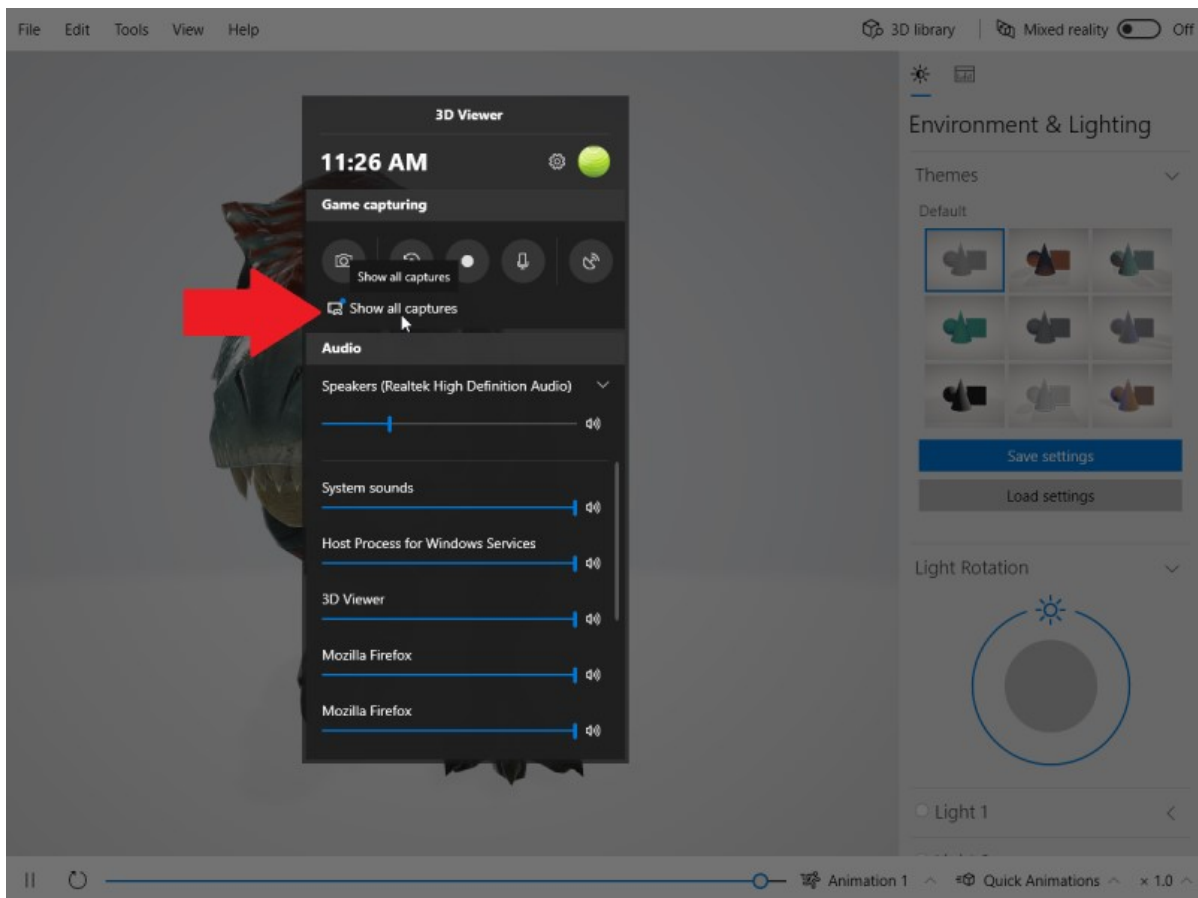 File Edit Tools View Help 3D library Mixed reality Off
3D Viewer
11:26 AM
Game capturing
Show all captures
Show all captures
Audio
Speakers (Realtek High Definition Audio)
System sounds
Host Process for Windows Services
3D Viewer
Mozilla Firefox
Mozilla Firefox
Environment & Lighting
Themes
Default
Save settings
Load settings
Light Rotation
Light 1
Animation 1 Quick Animations × 1.0